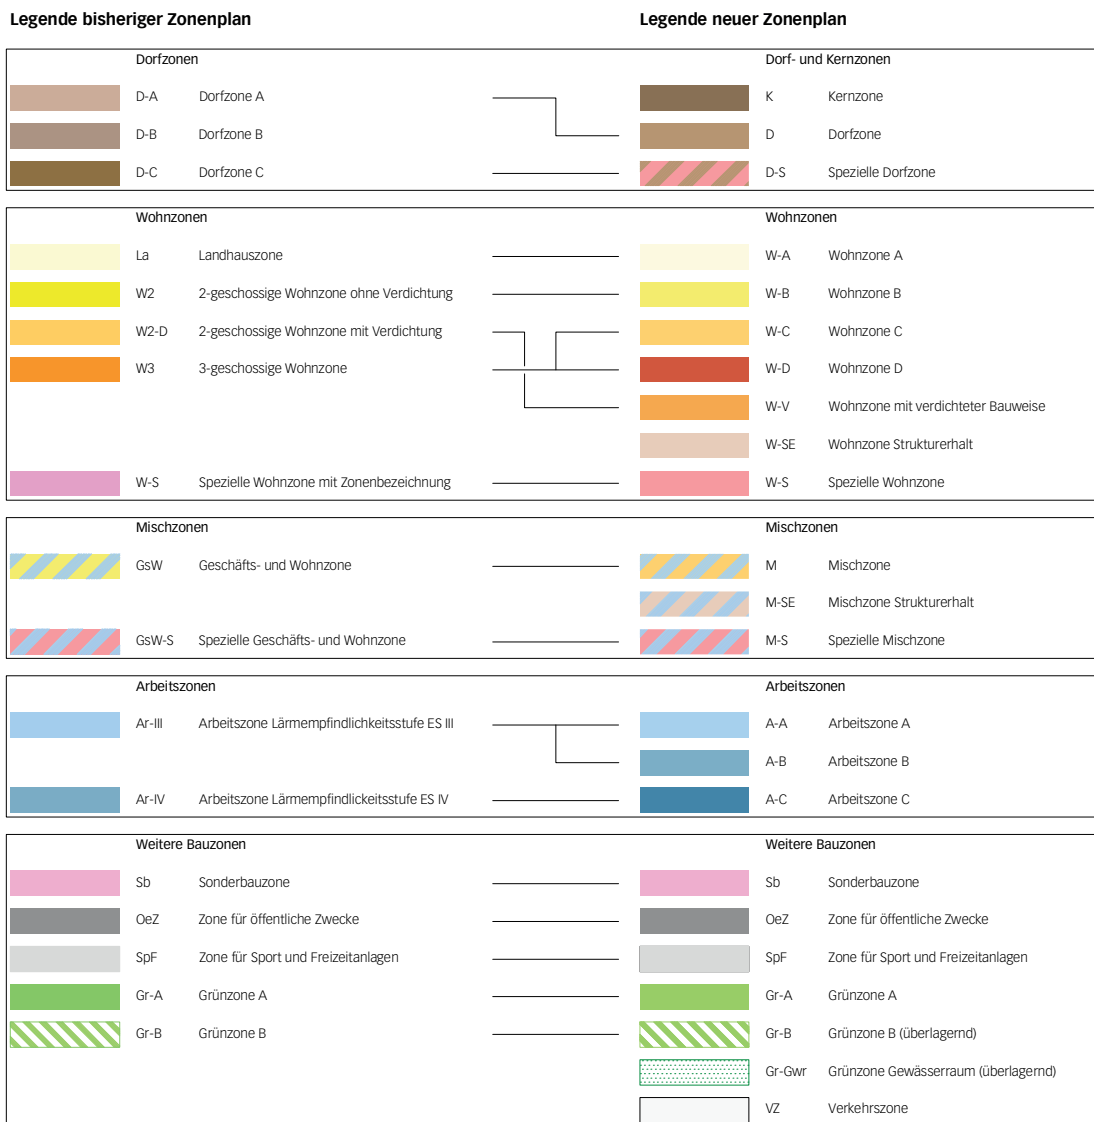 Legende bisheriger Zonenplan Legende neuer Zonenplan
Dorfzonen Dorf- und Kernzonen
D-A Dorfzone A K Kernzone
D-B Dorfzone B D Dorfzone
D-C Dorfzone C D-S Spezielle Dorfzone
Wohnzonen Wohnzonen
La Landhauszone W-A Wohnzone A
W2 2-geschossige Wohnzone ohne Verdichtung W-B Wohnzone B
W2-D 2-geschossige Wohnzone mit Verdichtung W-C Wohnzone C
W3 3-geschossige Wohnzone W-D Wohnzone D
W-V Wohnzone mit verdichteter Bauweise
W-SE Wohnzone Strukturerhalt
W-S Spezielle Wohnzone mit Zonenbezeichnung W-S Spezielle Wohnzone
Mischzonen Mischzonen
GsW Geschäfts- und Wohnzone M Mischzone
M-SE Mischzone Strukturerhalt
GsW-S Spezielle Geschäfts- und Wohnzone M-S Spezielle Mischzone
Arbeitszonen Arbeitszonen
Ar-III Arbeitszone Lärmempfindlichkeitsstufe ES III A-A Arbeitszone A
A-B Arbeitszone B
Ar-IV Arbeitszone Lärmempfindlickeitsstufe ES IV A-C Arbeitszone C
Weitere Bauzonen Weitere Bauzonen
Sb Sonderbauzone Sb Sonderbauzone
OeZ Zone für öffentliche Zwecke OeZ Zone für öffentliche Zwecke
SpF Zone für Sport und Freizeitanlagen SpF Zone für Sport und Freizeitanlagen
Gr-A Grünzone A Gr-A Grünzone A
Gr-B Grünzone B Gr-B Grünzone B (überlagernd)
Gr-Gwr Grünzone Gewässerraum (überlagernd)
VZ Verkehrszone